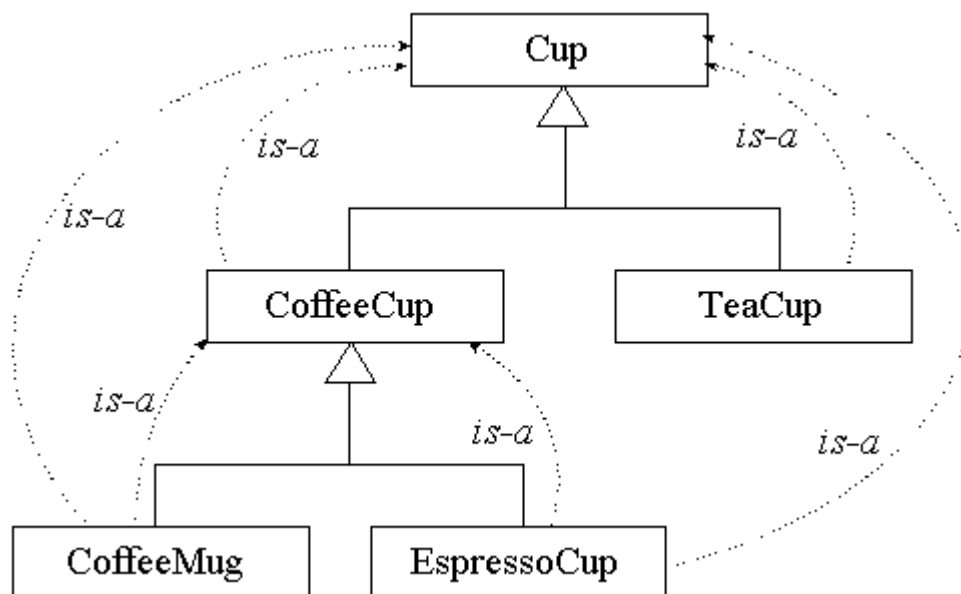 Cup
is-a
is-a
is-a
CoffeeCup
TeaCup
is-a
is-a
is-a
CoffeeMug
EspressoCup